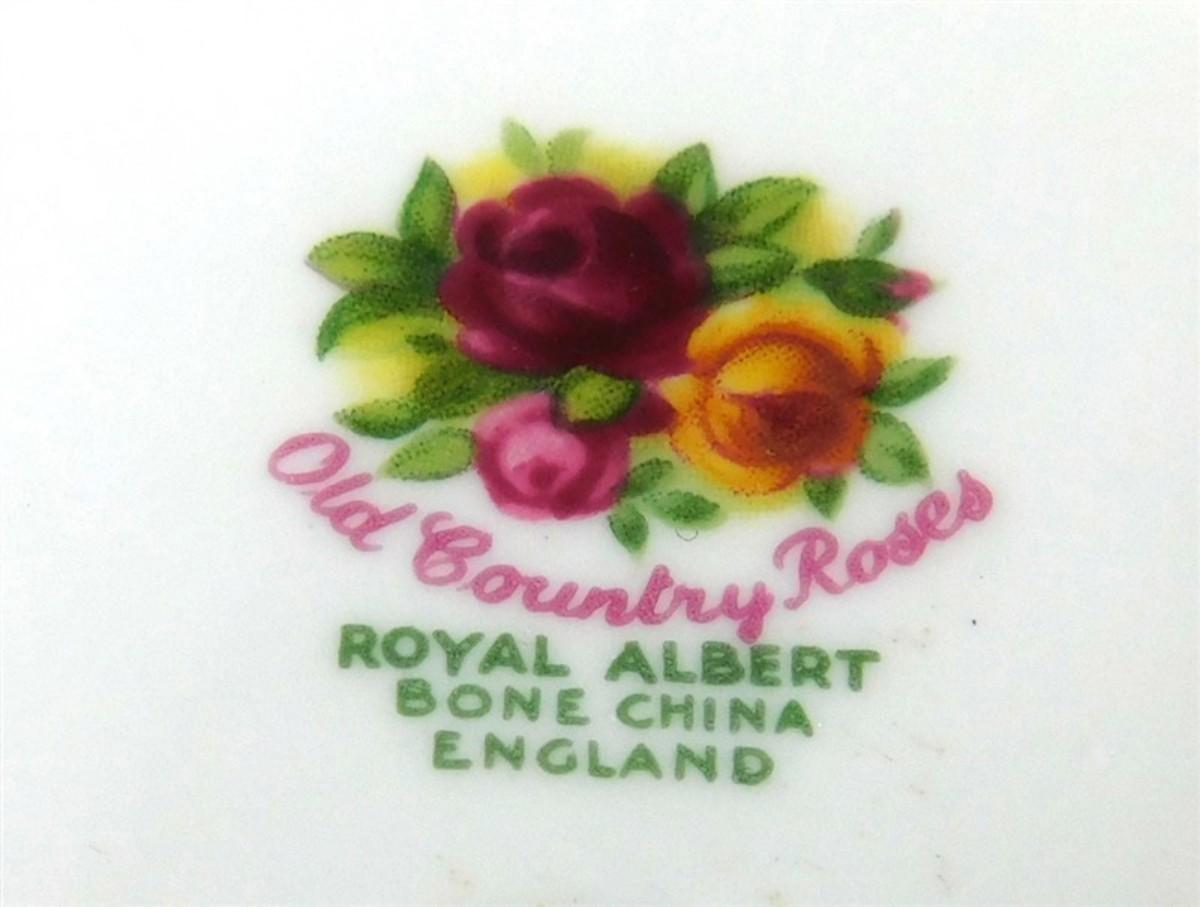 Old Country Roses
ROYAL ALBERT
BONE CHINA
ENGLAND